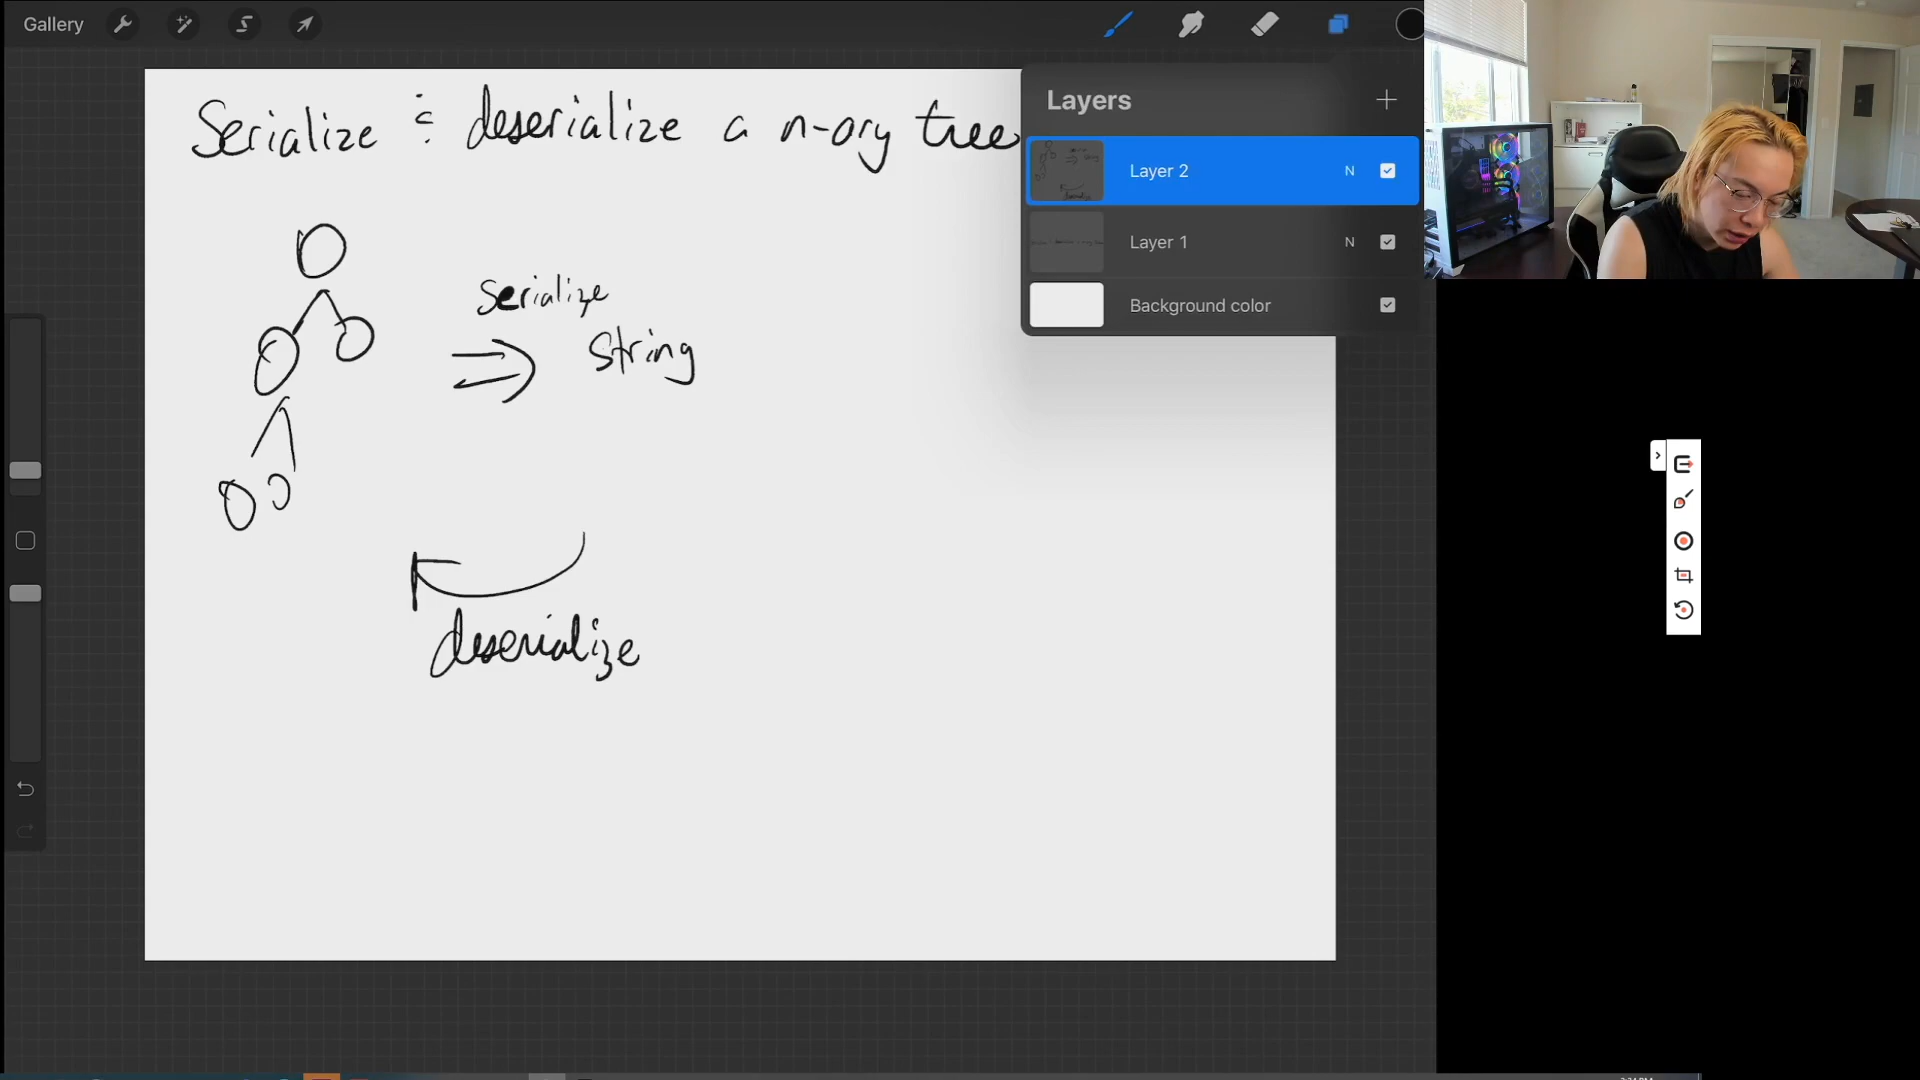 Gallery
Serialize & deserialize a n-ary tree
Layers
Layer 2
N
Layer 1
N
Background color
Serialize
String
deserialize